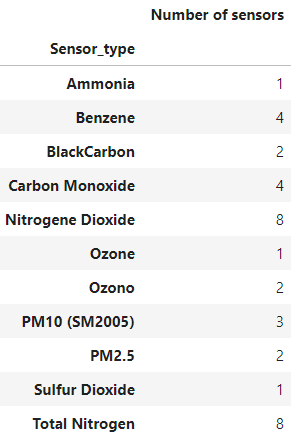 Number of sensors
Sensor_type
Ammonia 1
Benzene 4
BlackCarbon 2
Carbon Monoxide 4
Nitrogene Dioxide 8
Ozone 1
Ozono 2
PM10 (SM2005) 3
PM2.5 2
Sulfur Dioxide 1
Total Nitrogen 8